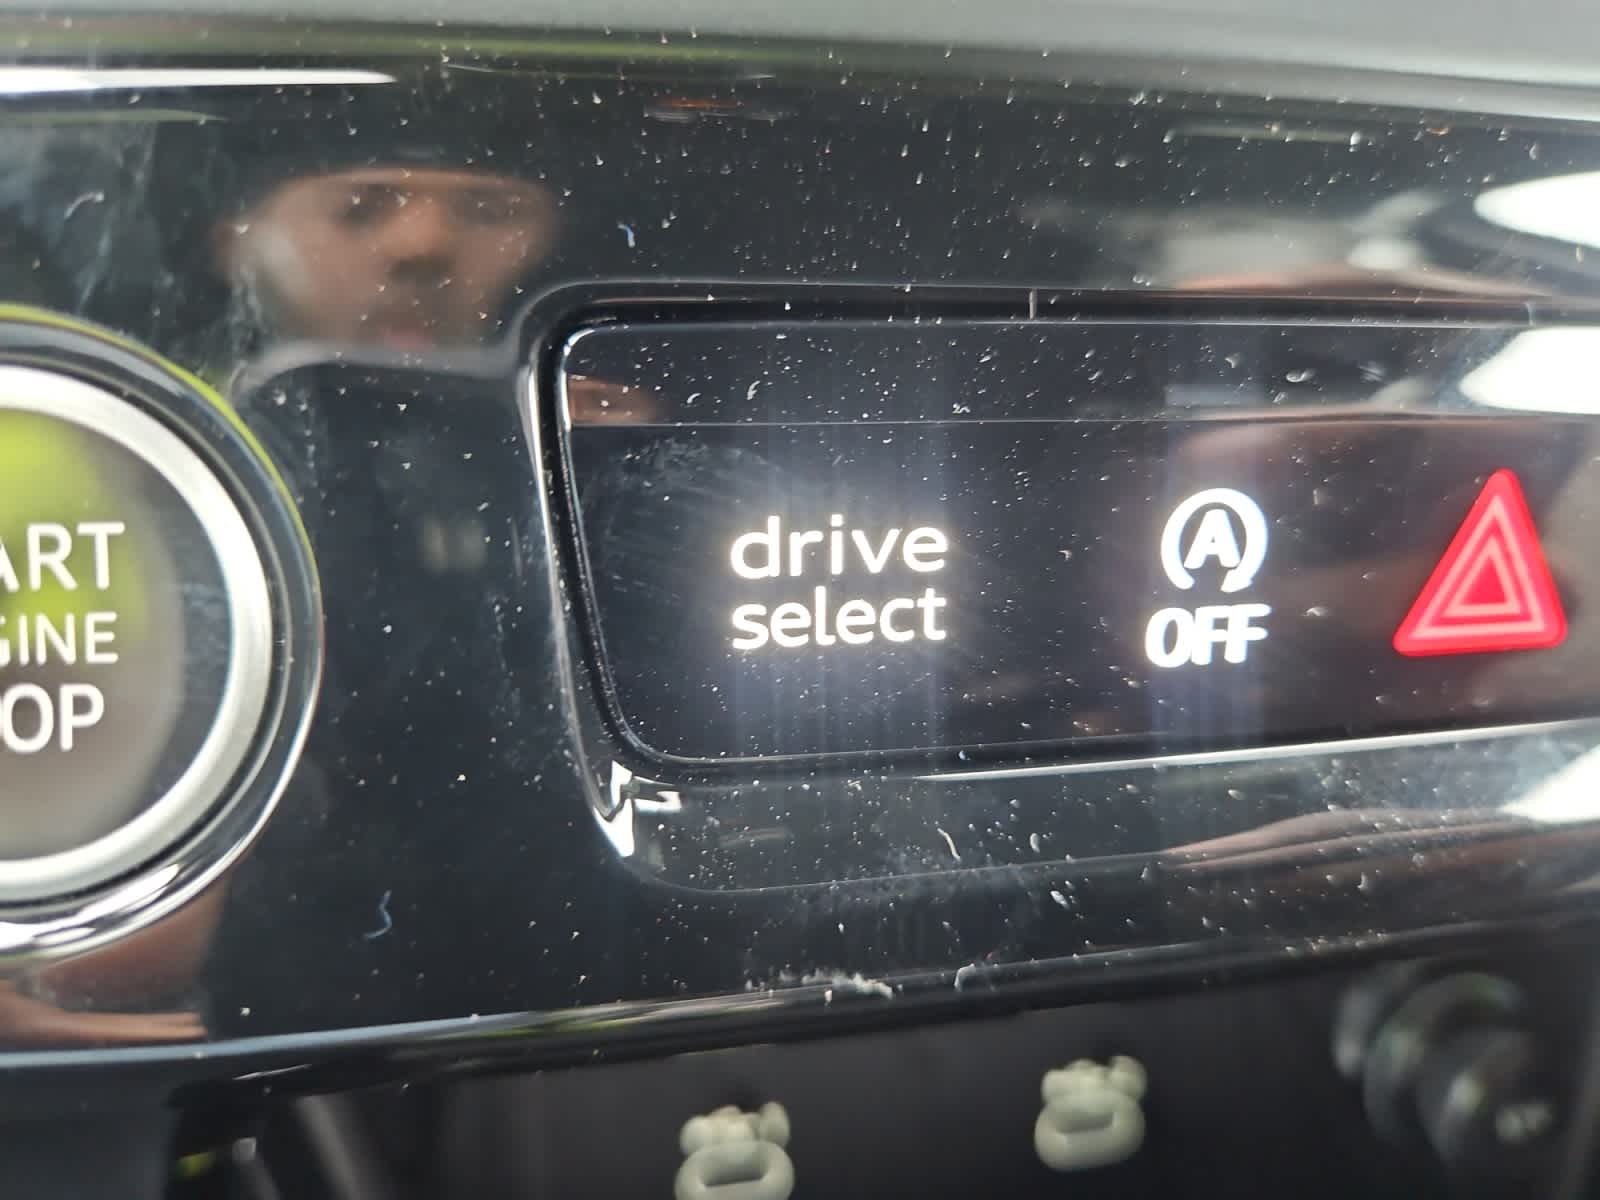 ART
GINE
OP
drive
select
A
OFF